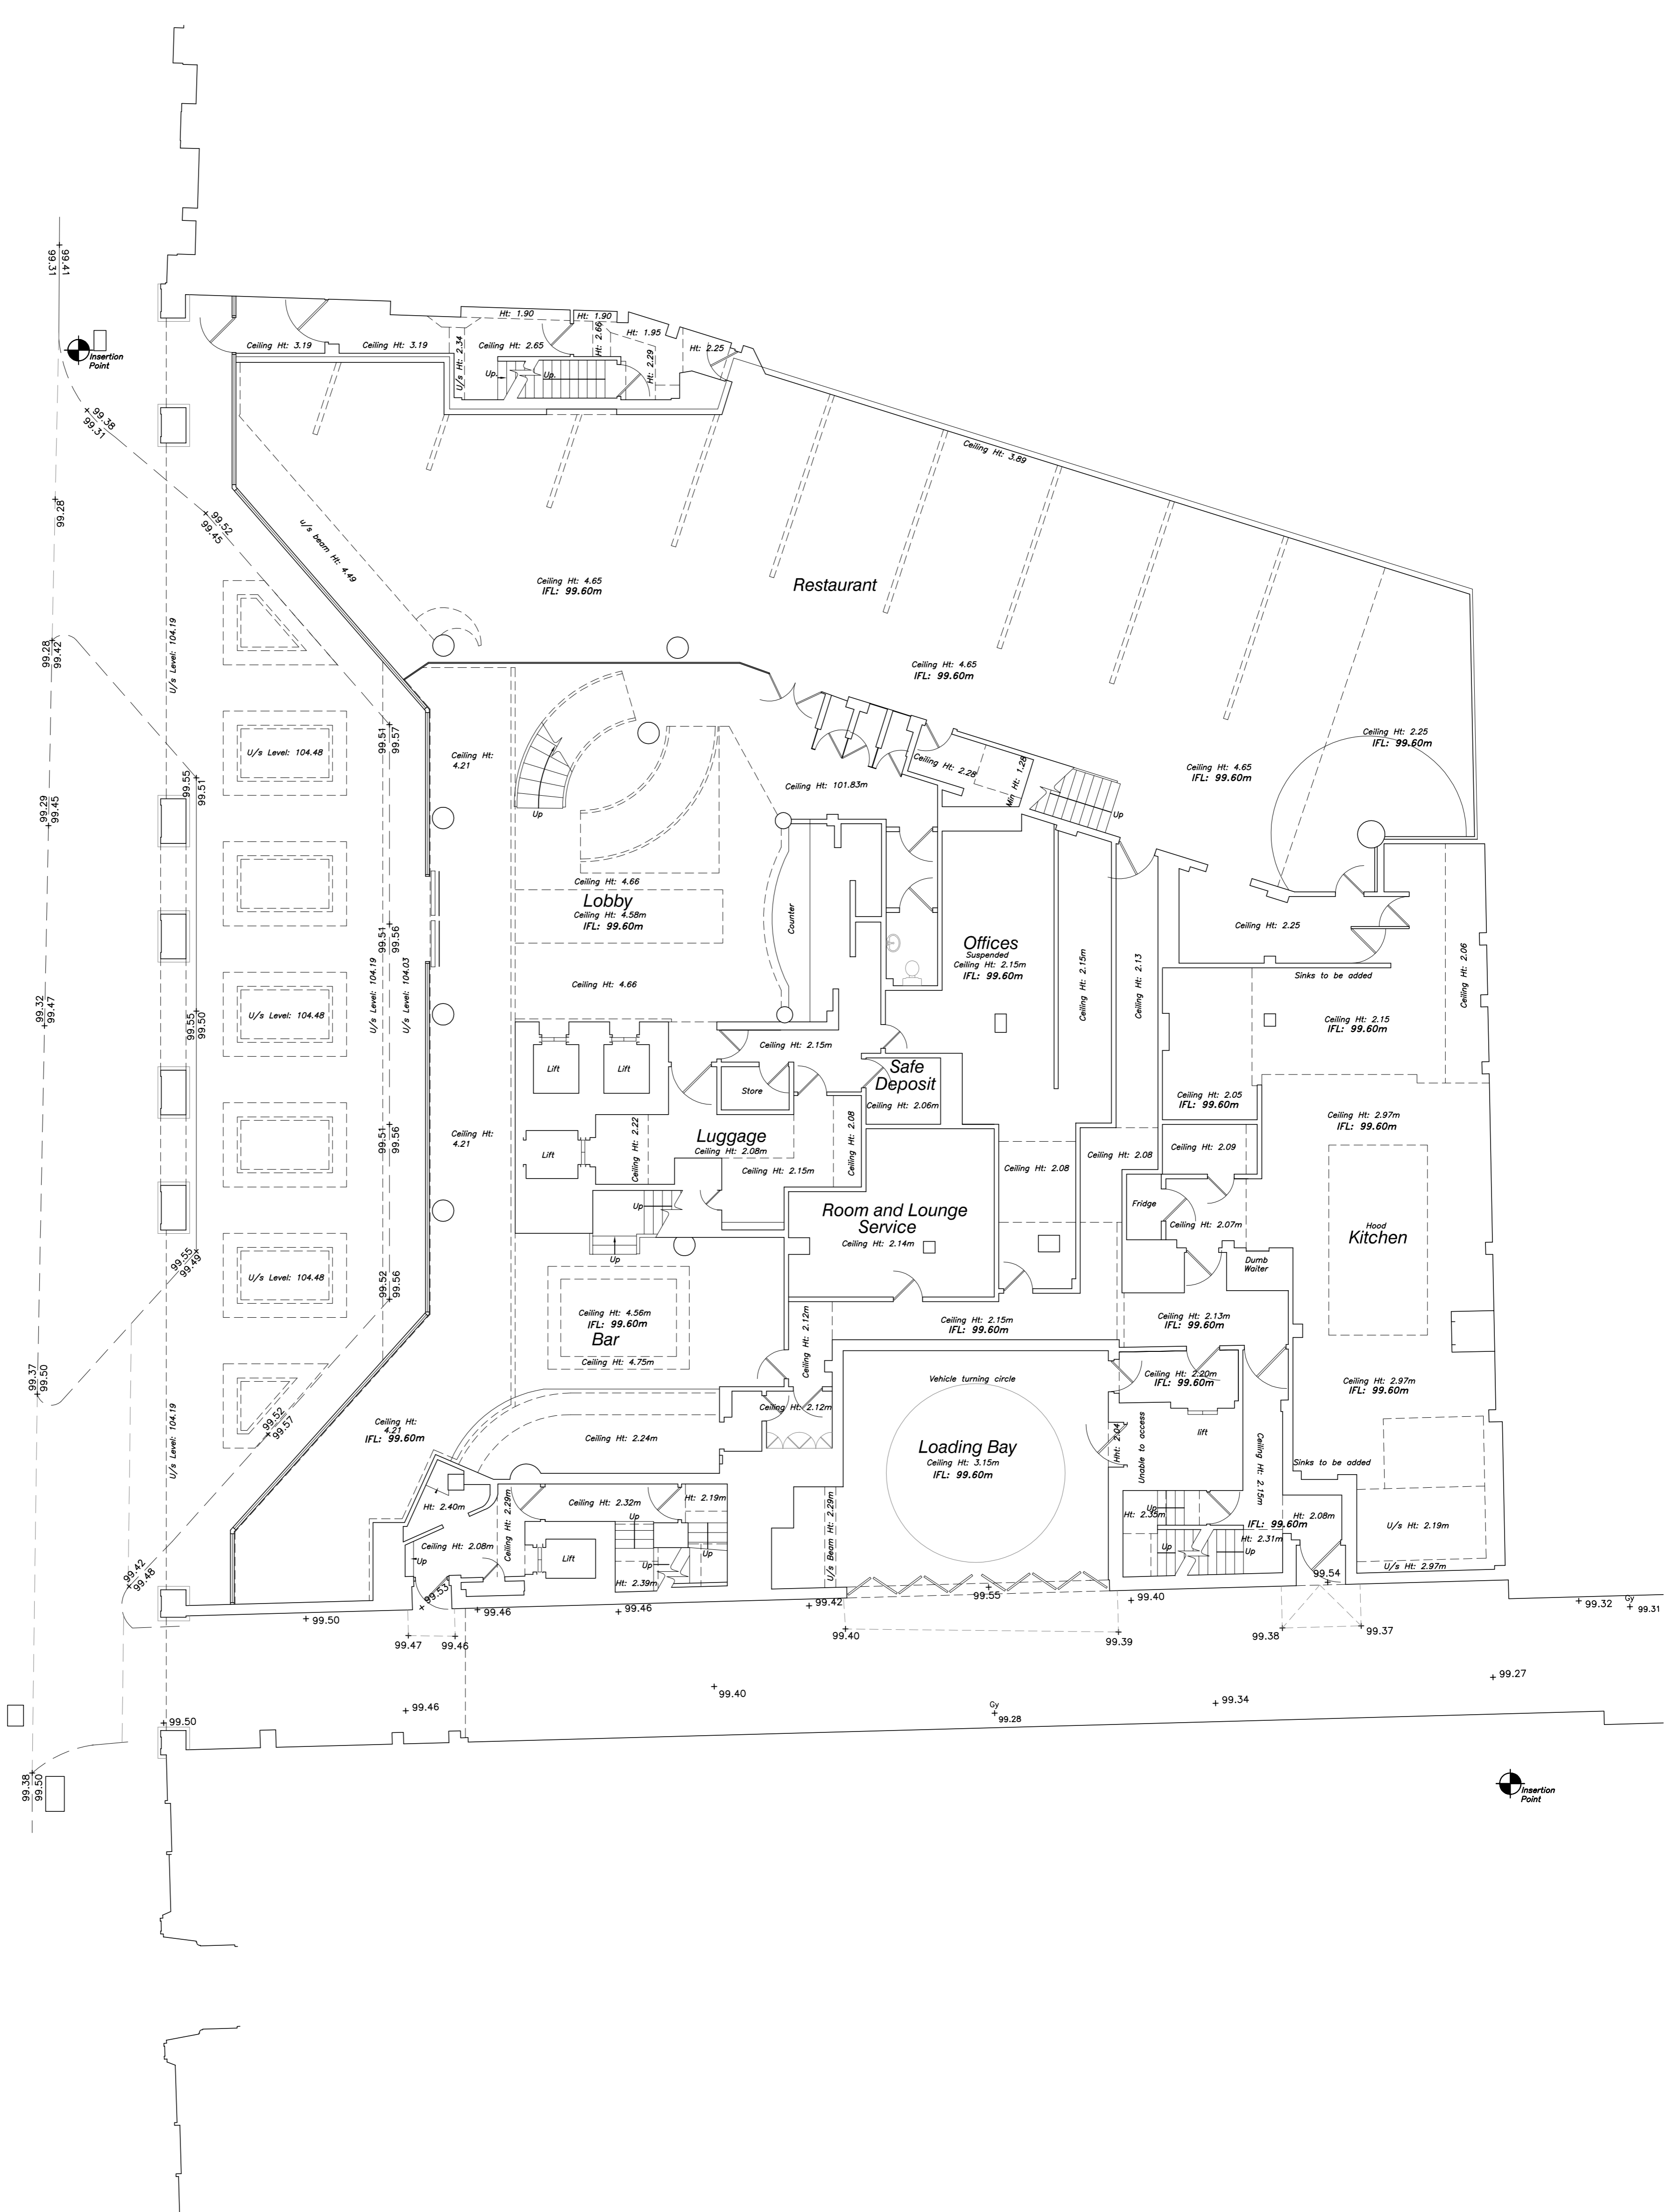 99.41
99.31
Insertion
Point
99.38
99.31
99.28
99.52
99.45
99.28
99.42
U/s Level: 104.19
Ceiling Ht: 3.19
Ceiling Ht: 3.19
U/s Ht: 2.34
Ht: 1.90
Ceiling Ht: 2.65
Ht: 1.90
Ht: 2.66
Ht: 1.95
Ht: 2.29
Ht: 2.25
Up.
Up.
Ceiling Ht: 3.89
u/s beam Ht: 4.49
Ceiling Ht: 4.65
IFL: 99.60m
Restaurant
Ceiling Ht: 4.65
IFL: 99.60m
Ceiling Ht: 4.65
IFL: 99.60m
Ceiling Ht: 2.25
IFL: 99.60m
U/s Level: 104.48
99.51
99.57
99.55
99.51
Ceiling Ht:
4.21
Up
Ceiling Ht: 101.83m
Ceiling Ht: 2.28
Min Ht: 1.28
Up
99.29
99.45
Ceiling Ht: 4.66
Lobby
Ceiling Ht: 4.58m
IFL: 99.60m
Counter
Ceiling Ht: 4.66
Offices
Suspended
Ceiling Ht: 2.15m
IFL: 99.60m
Ceiling Ht: 2.15m
Ceiling Ht: 2.13
Ceiling Ht: 2.25
Ceiling Ht: 2.06
Sinks to be added
Ceiling Ht: 2.15
IFL: 99.60m
99.51
99.56
U/s Level: 104.19
U/s Level: 104.03
99.32
99.47
99.55
99.50
U/s Level: 104.48
Lift
Lift
Ceiling Ht: 2.15m
Store
Safe
Deposit
Ceiling Ht: 2.06m
Ceiling Ht: 2.05
IFL: 99.60m
Ceiling Ht: 2.97m
IFL: 99.60m
99.51
99.56
Ceiling Ht:
4.21
Lift
Ceiling Ht: 2.22
Luggage
Ceiling Ht: 2.08m
Ceiling Ht: 2.15m
Ceiling Ht: 2.08
Ceiling Ht: 2.08
Ceiling Ht: 2.08
Ceiling Ht: 2.09
Up
Up
Room and Lounge
Service
Ceiling Ht: 2.14m
Fridge
Ceiling Ht: 2.07m
Dumb
Waiter
Hood
Kitchen
99.55
99.49
U/s Level: 104.48
99.52
99.56
Ceiling Ht: 4.56m
IFL: 99.60m
Bar
Ceiling Ht: 4.75m
Ceiling Ht: 2.12m
Ceiling Ht: 2.15m
IFL: 99.60m
Ceiling Ht: 2.13m
IFL: 99.60m
99.37
99.50
U/s Level: 104.19
99.52
99.57
Ceiling Ht:
4.21
IFL: 99.60m
Ceiling Ht: 2.24m
Ceiling Ht: 2.12m
Vehicle turning circle
Loading Bay
Ceiling Ht: 3.15m
IFL: 99.60m
Ceiling Ht: 2.20m
IFL: 99.60m
Hht: 2.04
Unable to access
lift
Ceiling Ht: 2.15m
Ceiling Ht: 2.97m
IFL: 99.60m
Sinks to be added
Ht: 2.40m
Ceiling Ht: 2.29m
Ceiling Ht: 2.32m
Ht: 2.19m
Up
Ceiling Ht: 2.08m
Up
Lift
Up
Up
Ht: 2.39m
U/s Beam Ht: 2.29m
Up
Ht: 2.35m
Up
IFL: 99.60m
Ht: 2.31m
Up
Ht: 2.08m
U/s Ht: 2.19m
U/s Ht: 2.97m
99.42
99.48
99.53
99.50
99.46
99.46
99.42
99.55
99.40
99.54
99.32
Gy
99.31
99.47
99.46
99.40
99.39
99.38
99.37
99.27
99.50
99.46
99.40
Gy
99.28
99.34
99.38
99.50
Insertion
Point